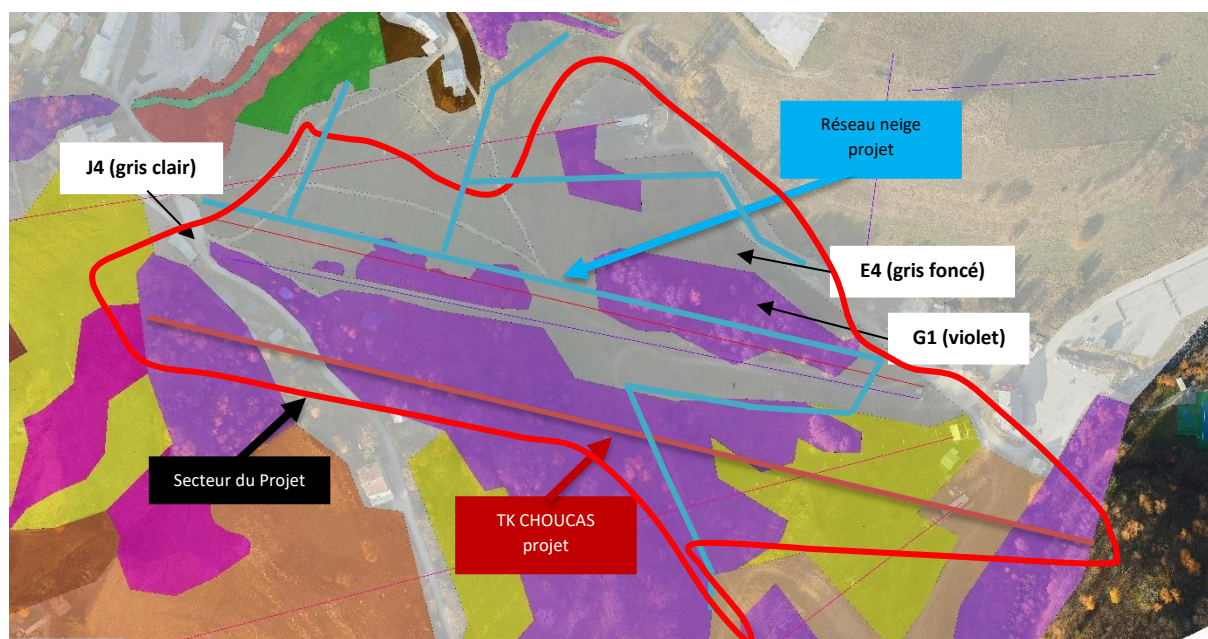 Réseau neige
projet
J4 (gris clair)
E4 (gris foncé)
G1 (violet)
Secteur du Projet
TK CHOUCAS
projet